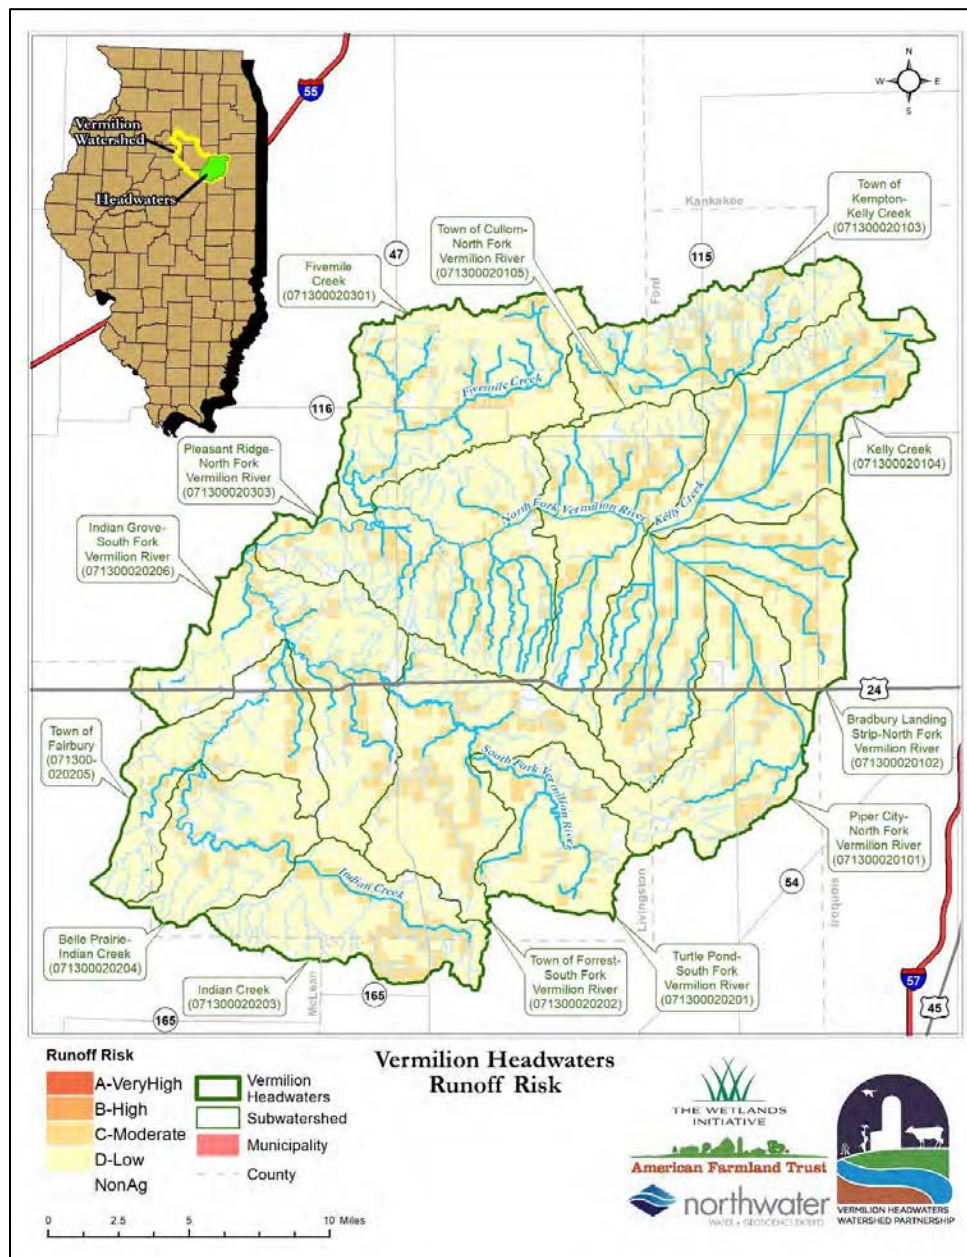 55
Vermilion
Watershed
Headwaters
N
W
E
S
Kankakee
Town of
Kempton-
Kelly Creek
(071300020103)
Town of Cullom-
North Fork
Vermilion River
(071300020105)
47
115
Fivemile
Creek
(071300020301)
Ford
Fivemile Creek
116
Pleasant Ridge-
North Fork
Vermilion River
(071300020303)
Kelly Creek
(071300020104)
North Fork Vermilion River
Kelly Creek
Indian Grove-
South Fork
Vermilion River
(071300020206)
24
Town of
Fairbury
(071300-
020205)
Bradbury Landing
Strip-North Fork
Vermilion River
(071300020102)
South Fork Vermilion River
Piper City-
North Fork
Vermilion River
(071300020101)
Indian Creek
54
Livingston
Iroquois
Belle Prairie-
Indian Creek
(071300020204)
Indian Creek
(071300020203)
McLean
165
165
Town of Forrest-
South Fork
Vermilion River
(071300020202)
Turtle Pond-
South Fork
Vermilion River
(071300020201)
57
45
Vermilion Headwaters
Runoff Risk
Runoff Risk
A-VeryHigh
B-High
C-Moderate
D-Low
NonAg
Vermilion
Headwaters
Subwatershed
Municipality
County
0 2.5 5 10 Miles
THE WETLANDS
INITIATIVE
American Farmland Trust
northwater
VERMILION HEADWATERS
WATERSHED PARTNERSHIP